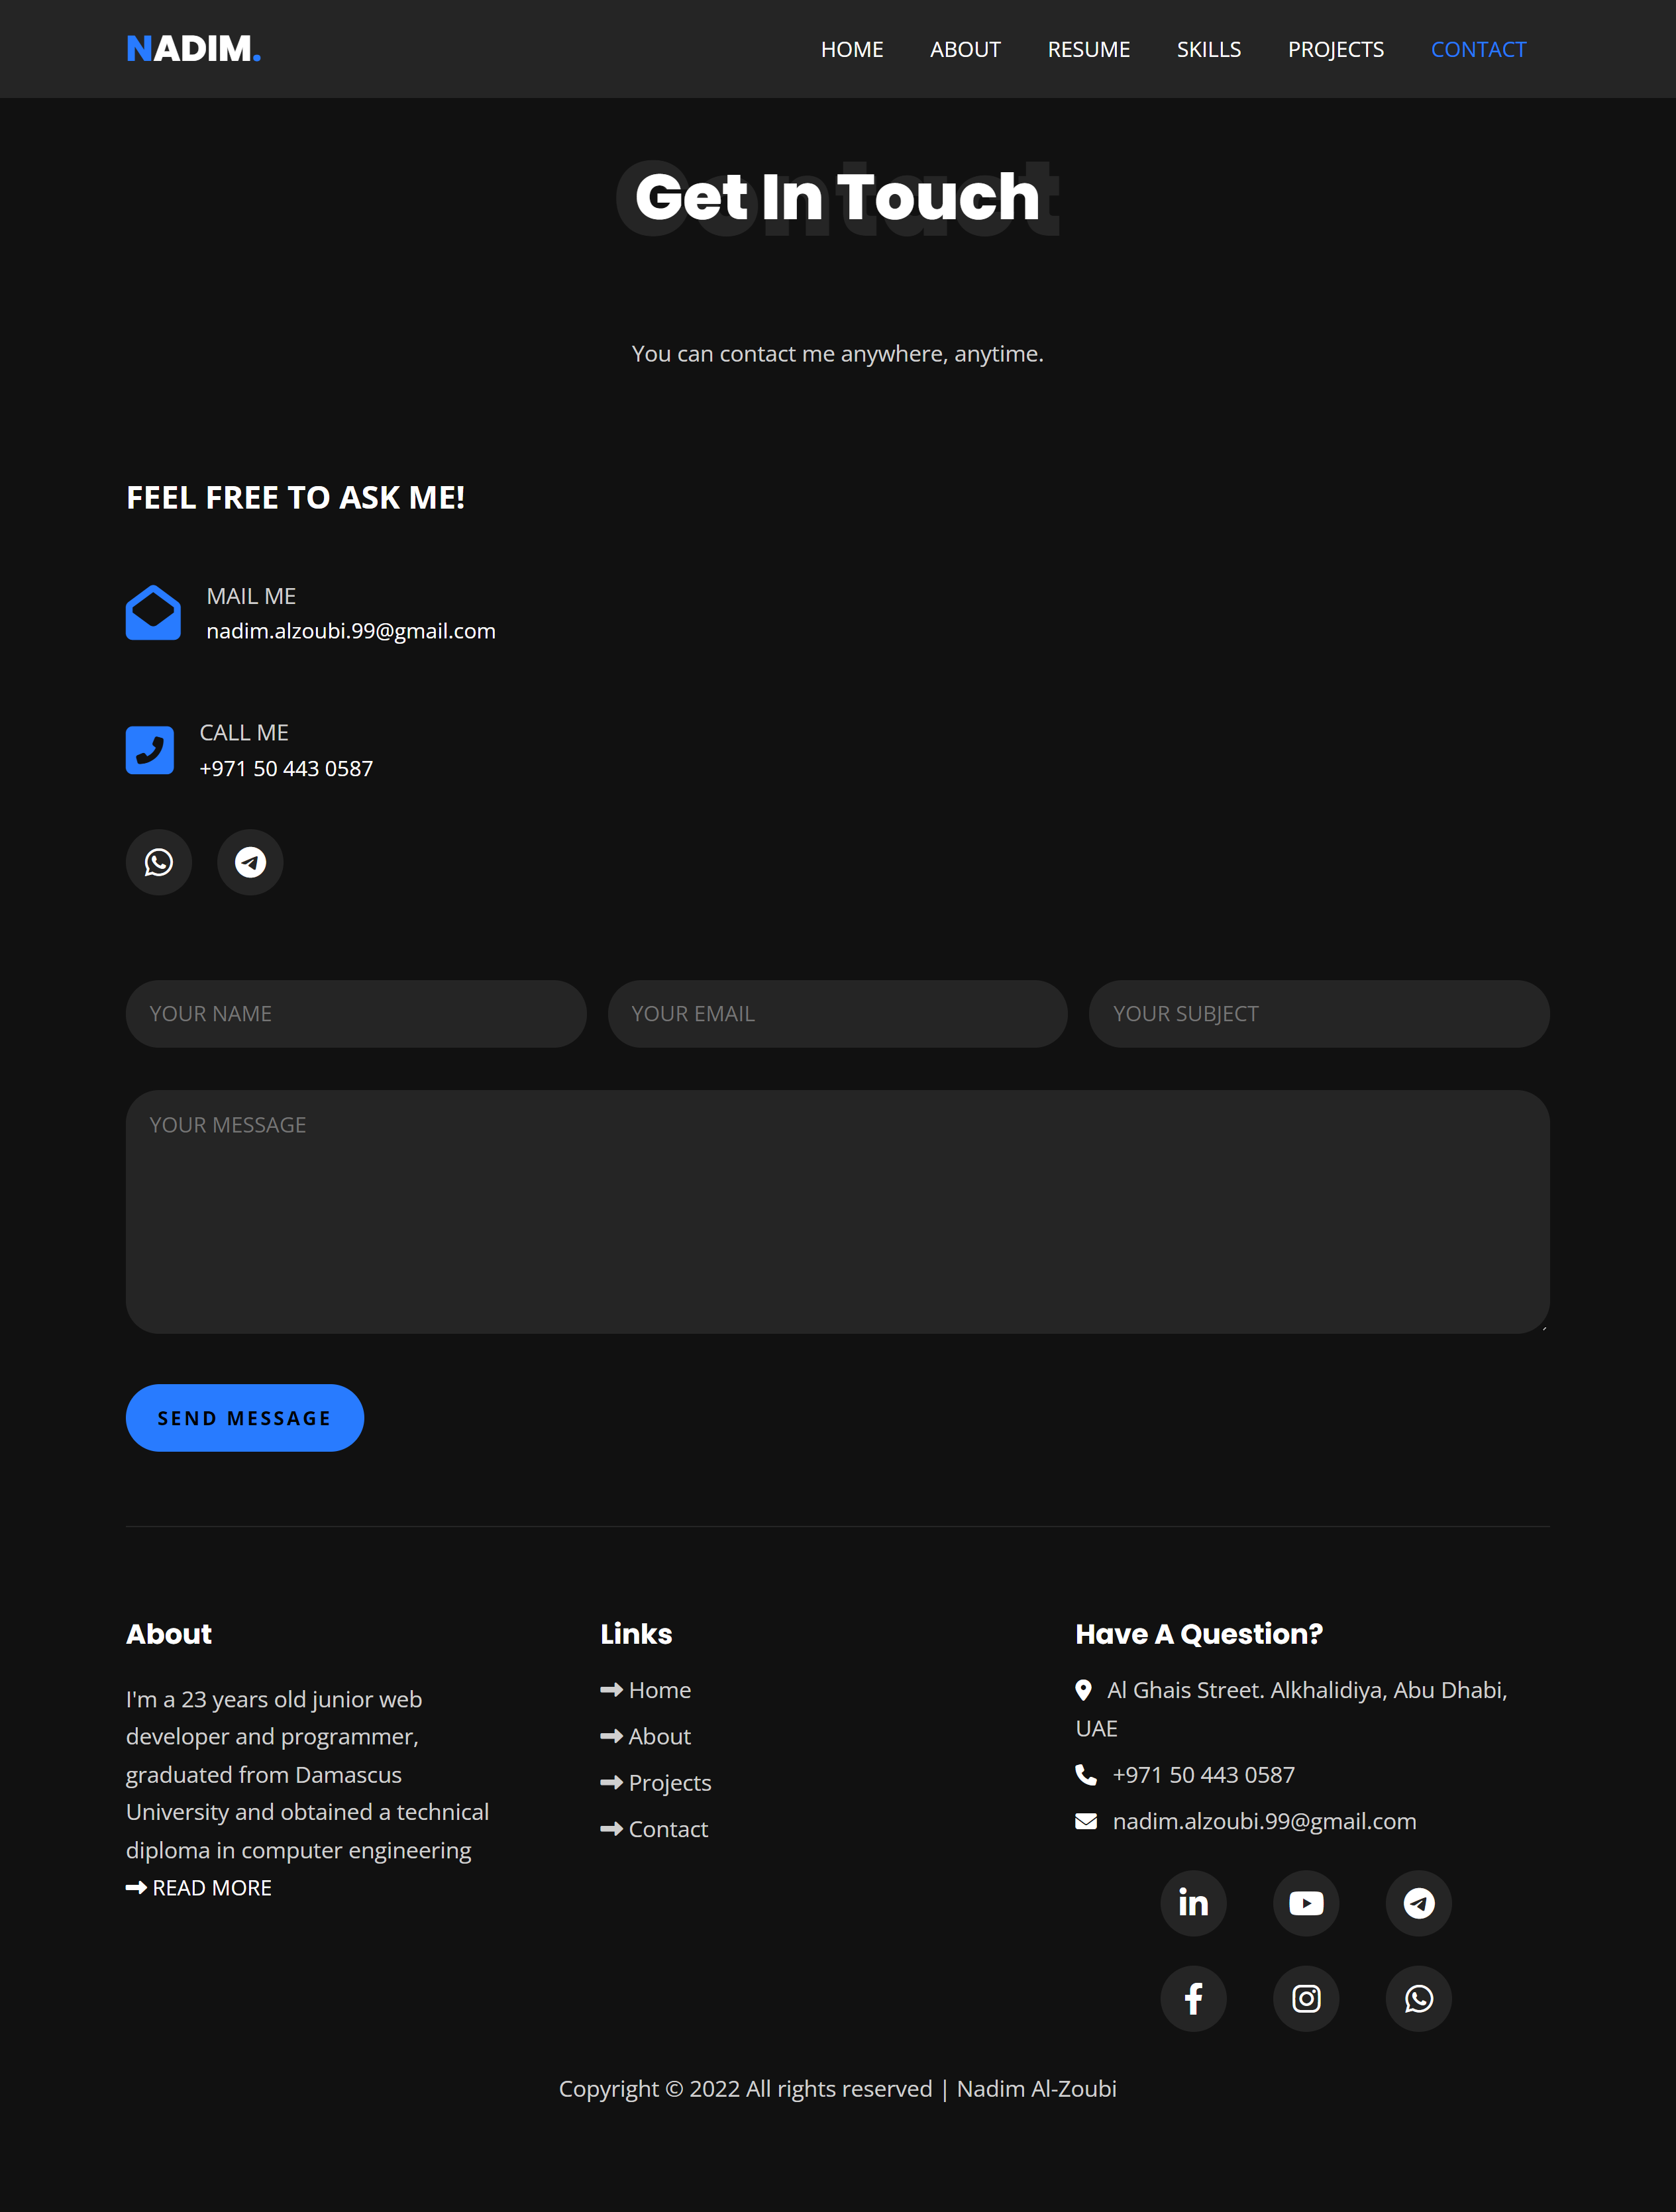 NADIM.
HOME ABOUT RESUME SKILLS PROJECTS CONTACT
Contact
Get In Touch
You can contact me anywhere, anytime.
FEEL FREE TO ASK ME!
MAIL ME
nadim.alzoubi.99@gmail.com
CALL ME
+971 50 443 0587
YOUR NAME YOUR EMAIL YOUR SUBJECT
YOUR MESSAGE
SEND MESSAGE
About
I'm a 23 years old junior web
developer and programmer,
graduated from Damascus
University and obtained a technical
diploma in computer engineering
READ MORE
Links
Home
About
Projects
Contact
Have A Question?
Al Ghais Street. Alkhalidiya, Abu Dhabi,
UAE
+971 50 443 0587
nadim.alzoubi.99@gmail.com
in
Copyright © 2022 All rights reserved | Nadim Al-Zoubi